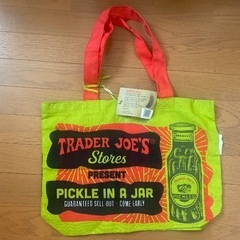 TRADER JOE'S
Stores
PRESENT
PICKLE IN A JAR
GUARANTEED SELL OUT - COME EARLY